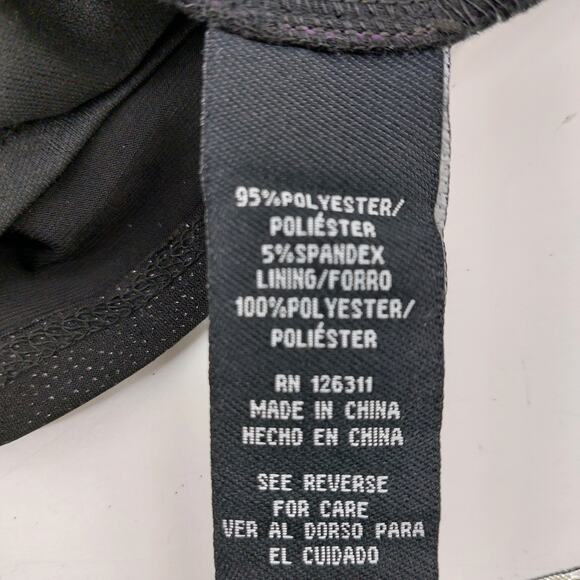 95%POLYESTER/
POLIÉSTER
5%SPANDEX
LINING/FORRO
100%POLYESTER/
POLIÉSTER
RN 126311
MADE IN CHINA
HECHO EN CHINA
SEE REVERSE
FOR CARE
VER AL DORSO PARA
EL CUIDADO